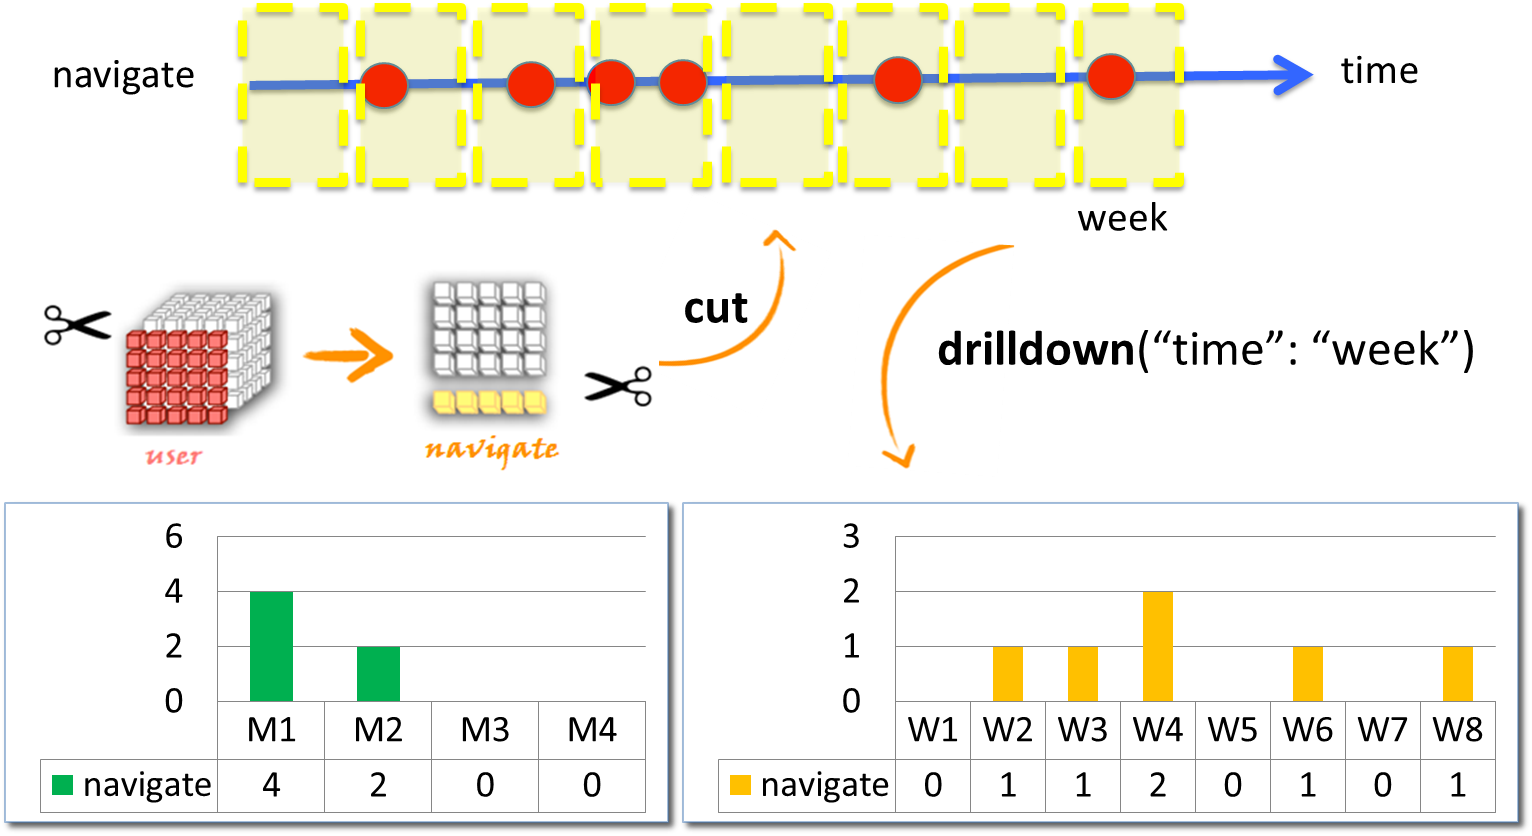 navigate
time
week
cut
drilldown(“time”: “week”)
user
navigate
6
4
2
0
M1 M2 M3 M4
navigate 4 2 0 0
3
2
1
0
W1 W2 W3 W4 W5 W6 W7 W8
navigate 0 1 1 2 0 1 0 1